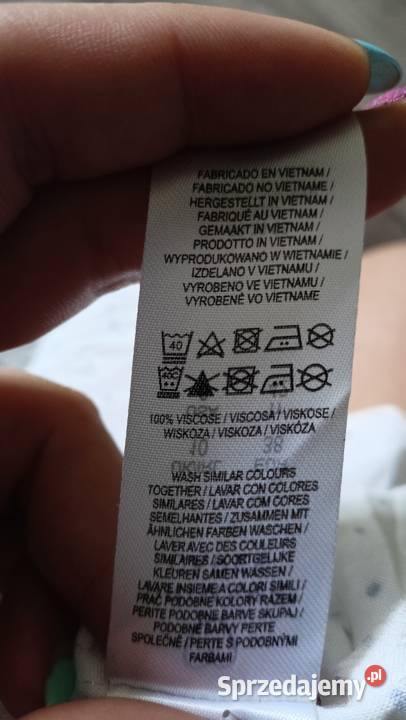 FABRICADO EN VIETNAM /
FABRICADO NO VIETNAME /
HERGESTELLT IN VIETNAM /
FABRIQUÉ AU VIETNAM /
GEMAAKT IN VIETNAM /
PRODOTTO IN VIETNAM /
WYPRODUKOWANO W WIETNAMIE /
IZDELANO V VIETNAMU /
VYROBENO VE VIETNAMU /
VYROBENÉ VO VIETNAME
40
100% VISCOSE / VISCOSA / VISKOSE /
WISKOZA / VISKOZA / VISKÓZA
WASH SIMILAR COLOURS
TOGETHER / LAVAR CON COLORES
SIMILARES / LAVAR COM CORES
SEMELHANTES / ZUSAMMEN MIT
ÄHNLICHEN FARBEN WASCHEN /
LAVER AVEC DES COULEURS
SIMILAIRES / SOORTGELIJKE
KLEUREN SAMEN WASSEN /
LAVARE INSIEME A COLORI SIMILI /
PRAĆ PODOBNE KOLORY RAZEM /
PERITE PODOBNE BARVE SKUPAJ /
PODOBNÉ BARVY PERTE
SPOLEČNĚ / PERTE S PODOBNÝMI
FARBAMI
Sprzedajemy.pl